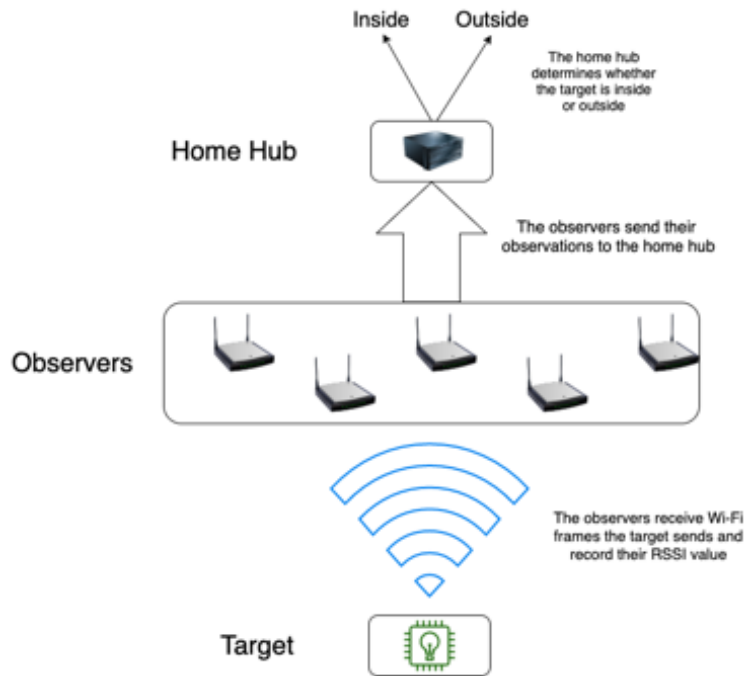 Inside
Outside
The home hub
determines whether
the target is inside
or outside
Home Hub
The observers send their
observations to the home hub
Observers
The observers receive Wi-Fi
frames the target sends and
record their RSSI value
Target